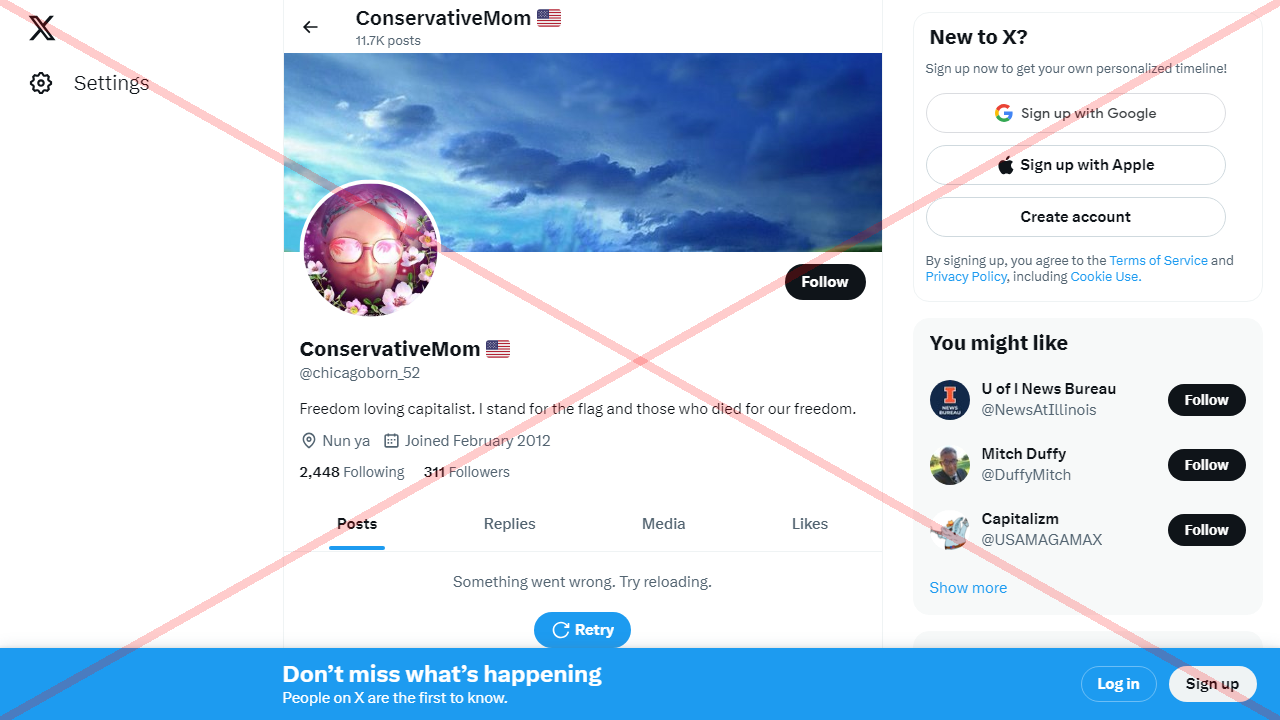 Settings
ConservativeMom 🇺🇸
11.7K posts
Follow
ConservativeMom 🇺🇸
@chicagoborn_52
Freedom loving capitalist. I stand for the flag and those who died for our freedom.
Nun ya Joined February 2012
2,448 Following 311 Followers
Posts Replies Media Likes
Something went wrong. Try reloading.
Retry
New to X?
Sign up now to get your own personalized timeline!
Sign up with Google
Sign up with Apple
Create account
By signing up, you agree to the Terms of Service and
Privacy Policy, including Cookie Use.
You might like
U of I News Bureau
@NewsAtIllinois
Follow
I
NEWS
BUREAU
Mitch Duffy
@DuffyMitch
Follow
Capitalizm
@USAMAGAMAX
Follow
Show more
Don’t miss what’s happening
People on X are the first to know.
Log in
Sign up